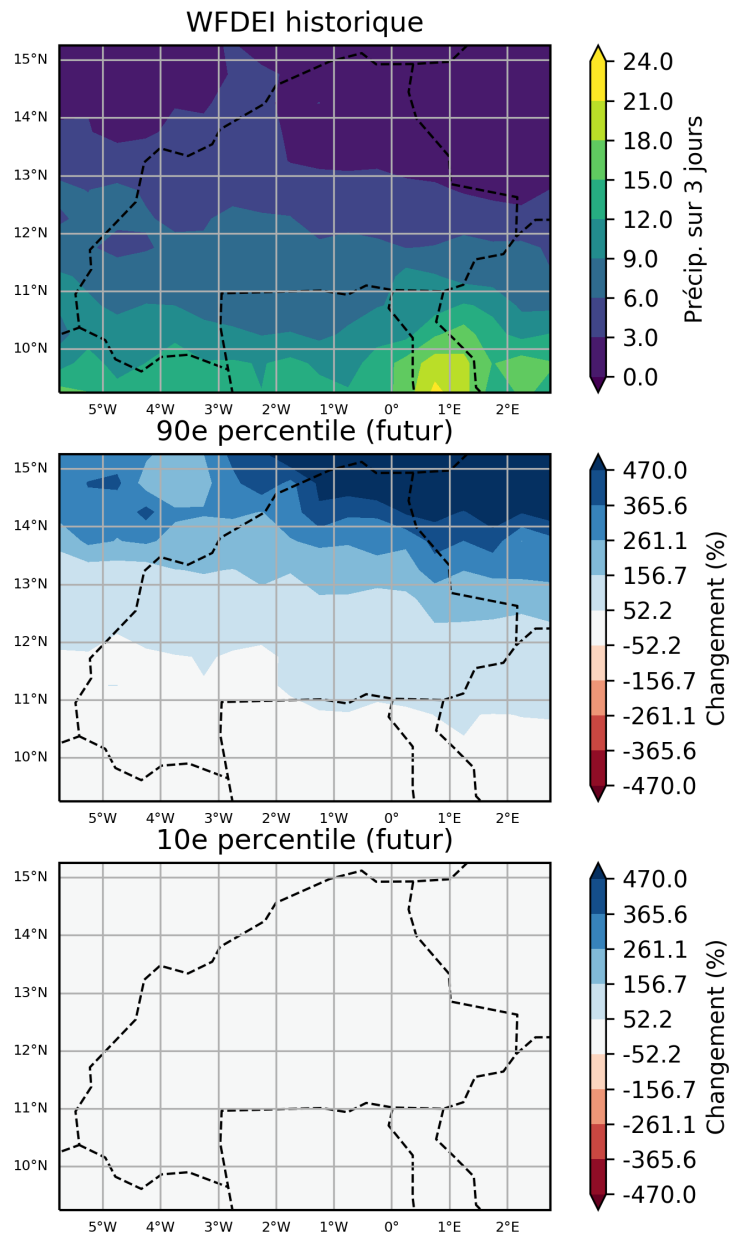 WFDEI historique
15°N
14°N
13°N
12°N
11°N
10°N
5°W 4°W 3°W 2°W 1°W 0° 1°E 2°E
24.0
21.0
18.0
15.0
12.0
9.0
6.0
3.0
0.0
Précip. sur 3 jours
90e percentile (futur)
15°N
14°N
13°N
12°N
11°N
10°N
5°W 4°W 3°W 2°W 1°W 0° 1°E 2°E
470.0
365.6
261.1
156.7
52.2
-52.2
-156.7
-261.1
-365.6
-470.0
Changement (%)
10e percentile (futur)
15°N
14°N
13°N
12°N
11°N
10°N
5°W 4°W 3°W 2°W 1°W 0° 1°E 2°E
470.0
365.6
261.1
156.7
52.2
-52.2
-156.7
-261.1
-365.6
-470.0
Changement (%)